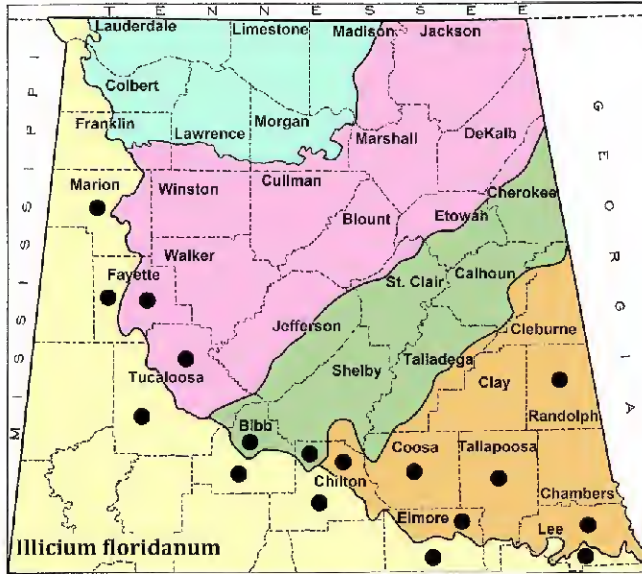 TENNESSEE
Lauderdale
Limestone
Madison
Jackson
Colbert
Franklin
Lawrence
Morgan
Marshall
DeKalb
Marion
Winston
Cullman
Cherokee
Blount
Etowah
Walker
Fayette
St. Clair
Calhoun
Jefferson
Cleburne
Tucaloosa
Shelby
Talladega
Clay
Randolph
Bibb
Coosa
Tallapoosa
Chilton
Chambers
Elmore
Lee
MISSISSIPPI
GEORGIA
Illicium floridanum